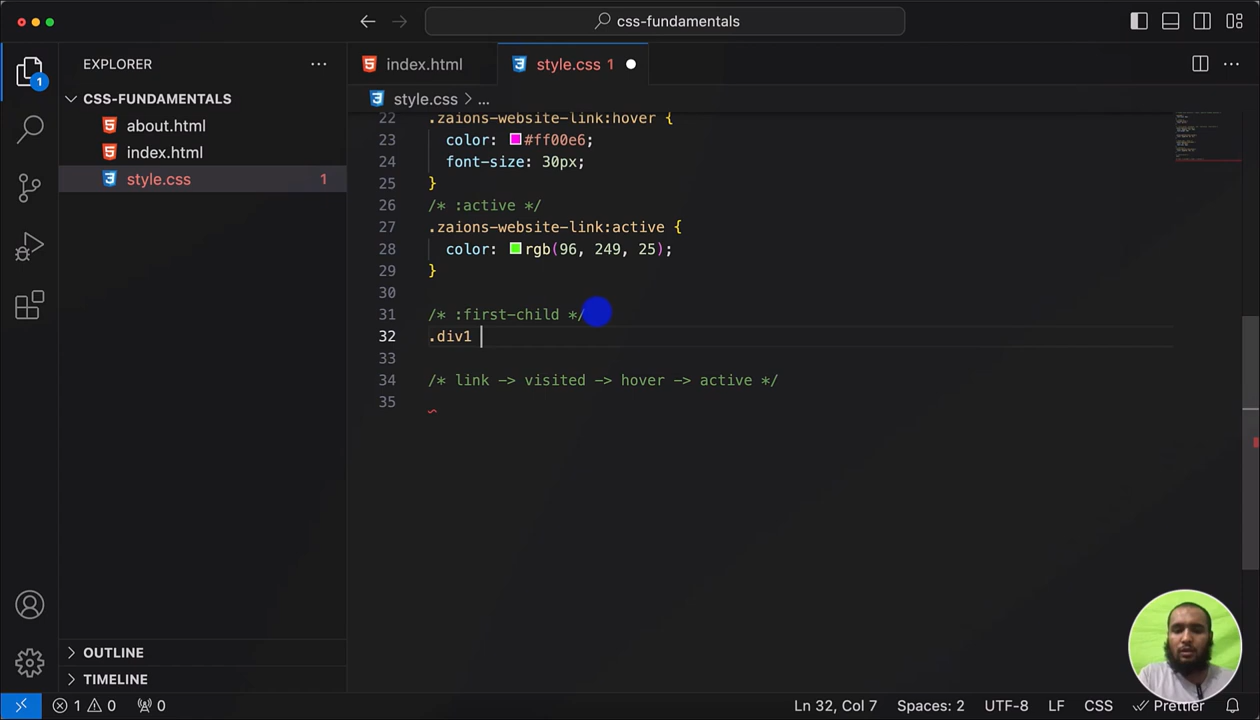 css-fundamentals
EXPLORER
index.html
style.css 1
1
CSS-FUNDAMENTALS
style.css > ...
about.html
index.html
style.css 1
22 .zaions-website-link:hover {
23 color: #ff00e6;
24 font-size: 30px;
25 }
26 /* :active */
27 .zaions-website-link:active {
28 color: rgb(96, 249, 25);
29 }
30
31 /* :first-child */
32 .div1
33
34 /* link -> visited -> hover -> active */
35
OUTLINE
TIMELINE
1 0 0 Ln 32, Col 7 Spaces: 2 UTF-8 LF CSS Prettier